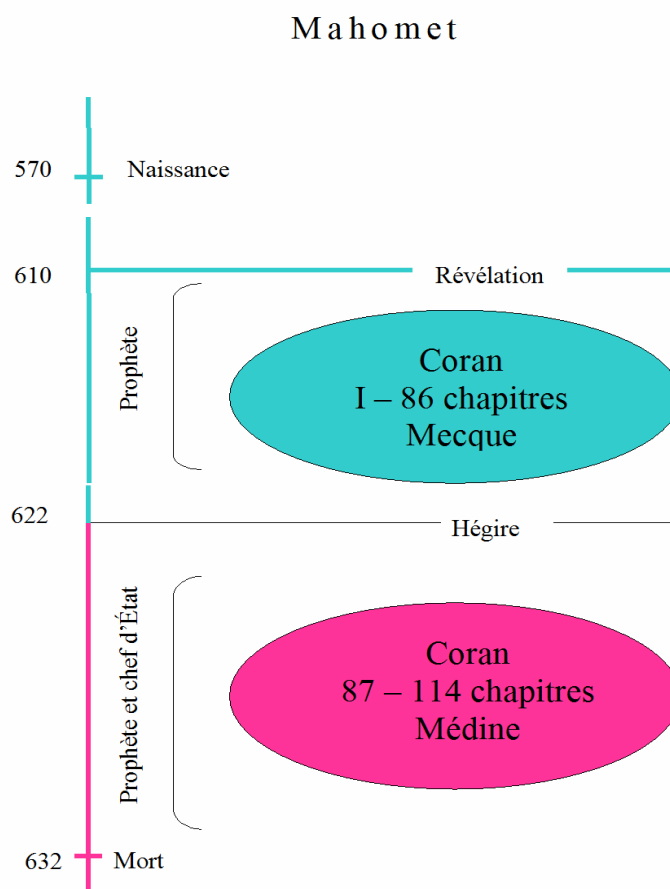 Mahomet
570 Naissance
610 Révélation
Prophète
Coran
I – 86 chapitres
Mecque
622 Hégire
Prophète et chef d'État
Coran
87 – 114 chapitres
Médine
632 Mort